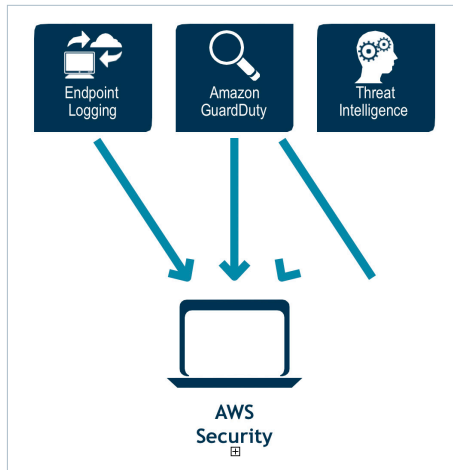 Endpoint
Logging
Amazon
GuardDuty
Threat
Intelligence
AWS
Security